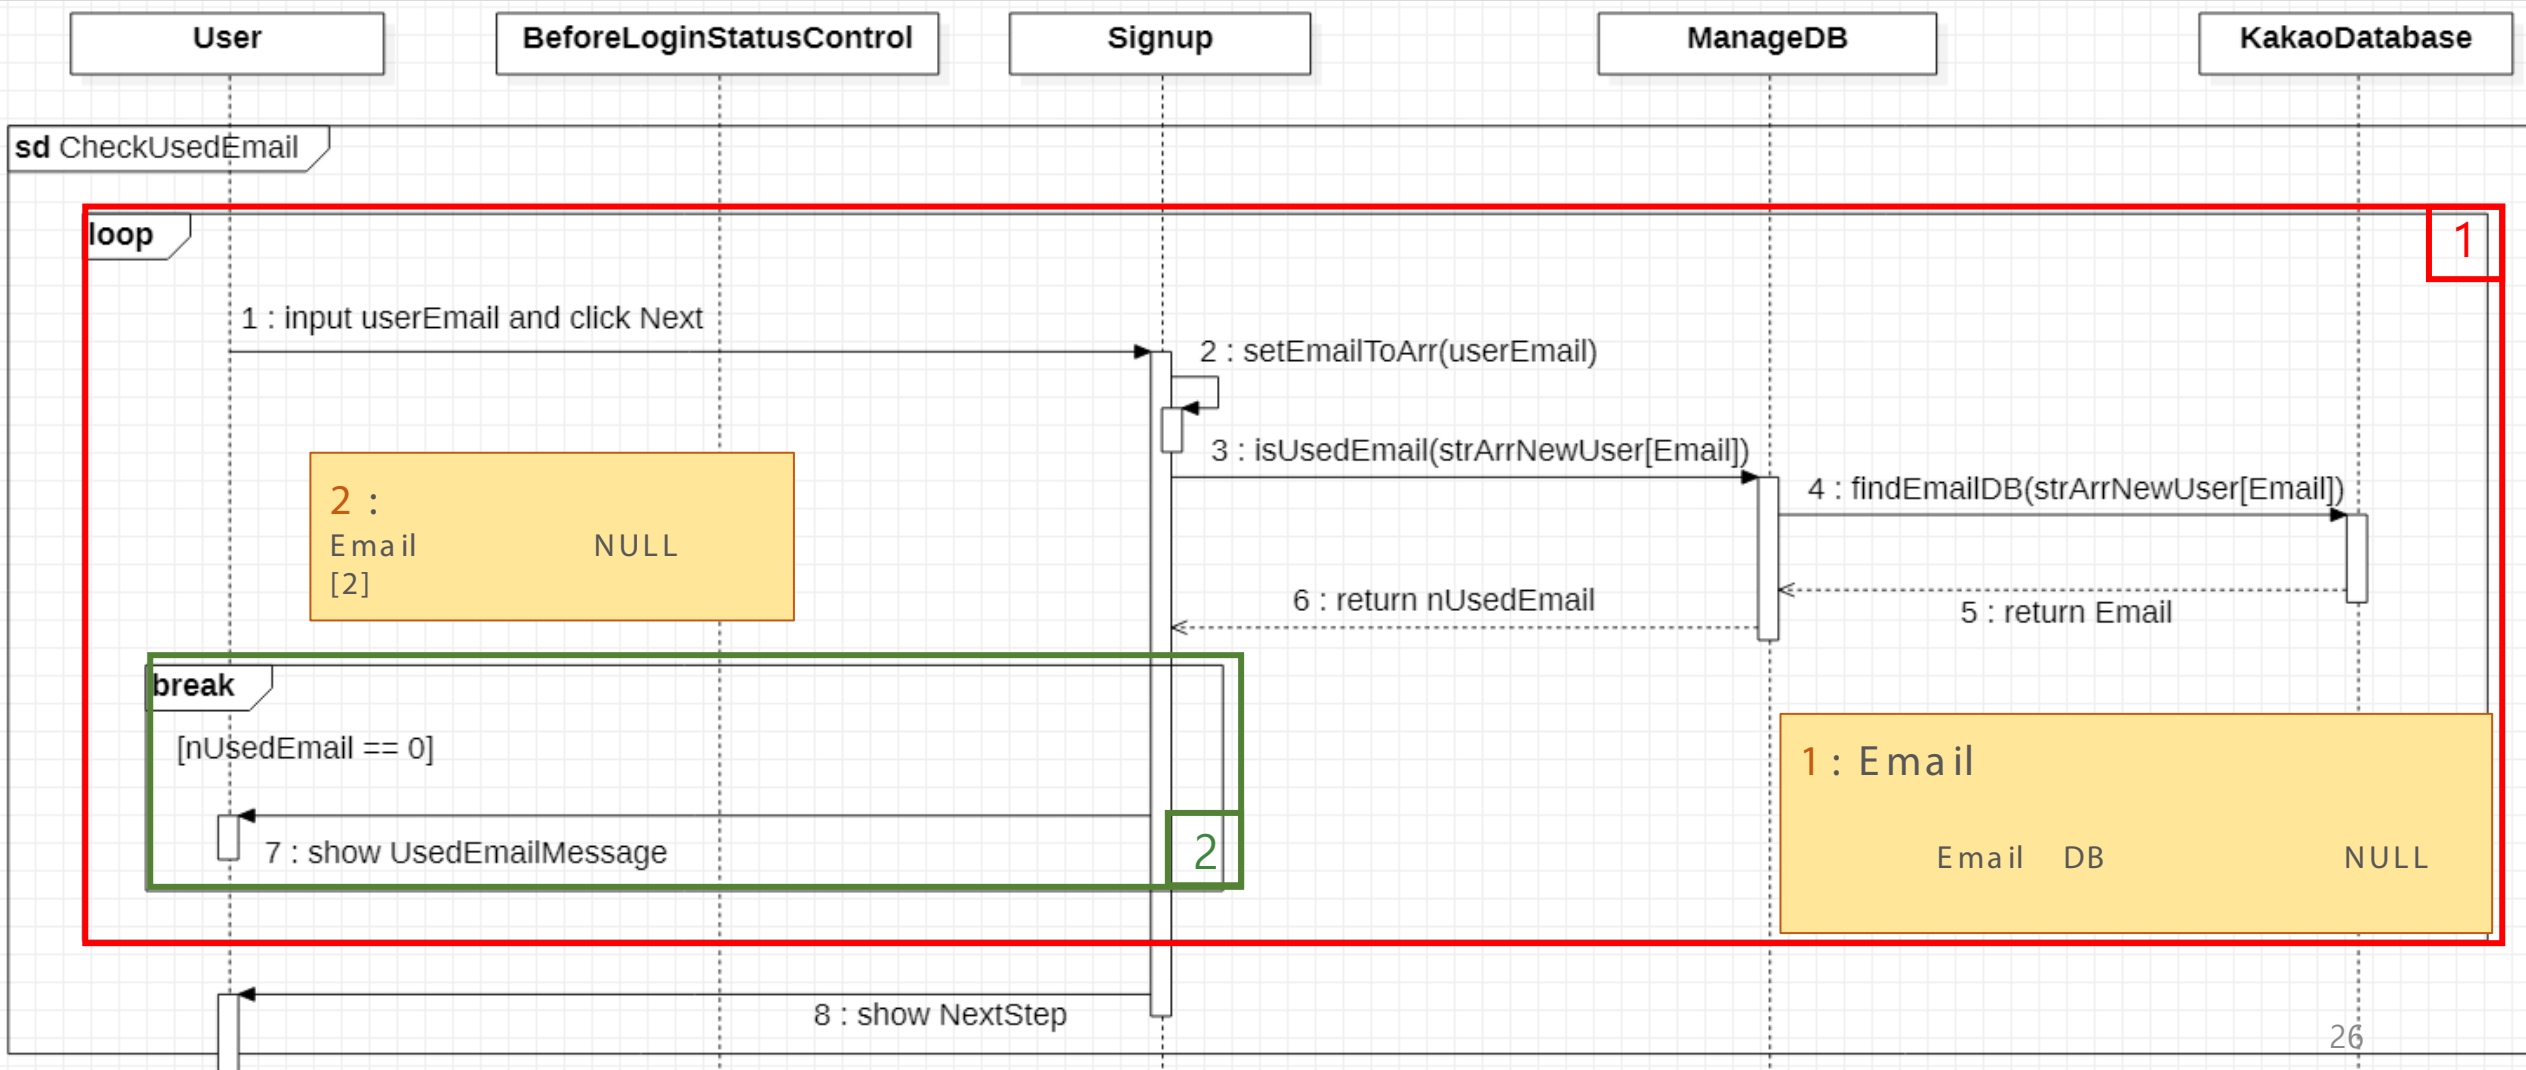 User
BeforeLoginStatusControl
Signup
ManageDB
KakaoDatabase
sd CheckUsedEmail
loop
1
1 : input userEmail and click Next
2 : setEmailToArr(userEmail)
3 : isUsedEmail(strArrNewUser[Email])
4 : findEmailDB(strArrNewUser[Email])
2 :
Email NULL
[2]
5 : return Email
6 : return nUsedEmail
break
[nUsedEmail == 0]
1: Email
Email DB NULL
7 : show UsedEmailMessage
2
8 : show NextStep
26